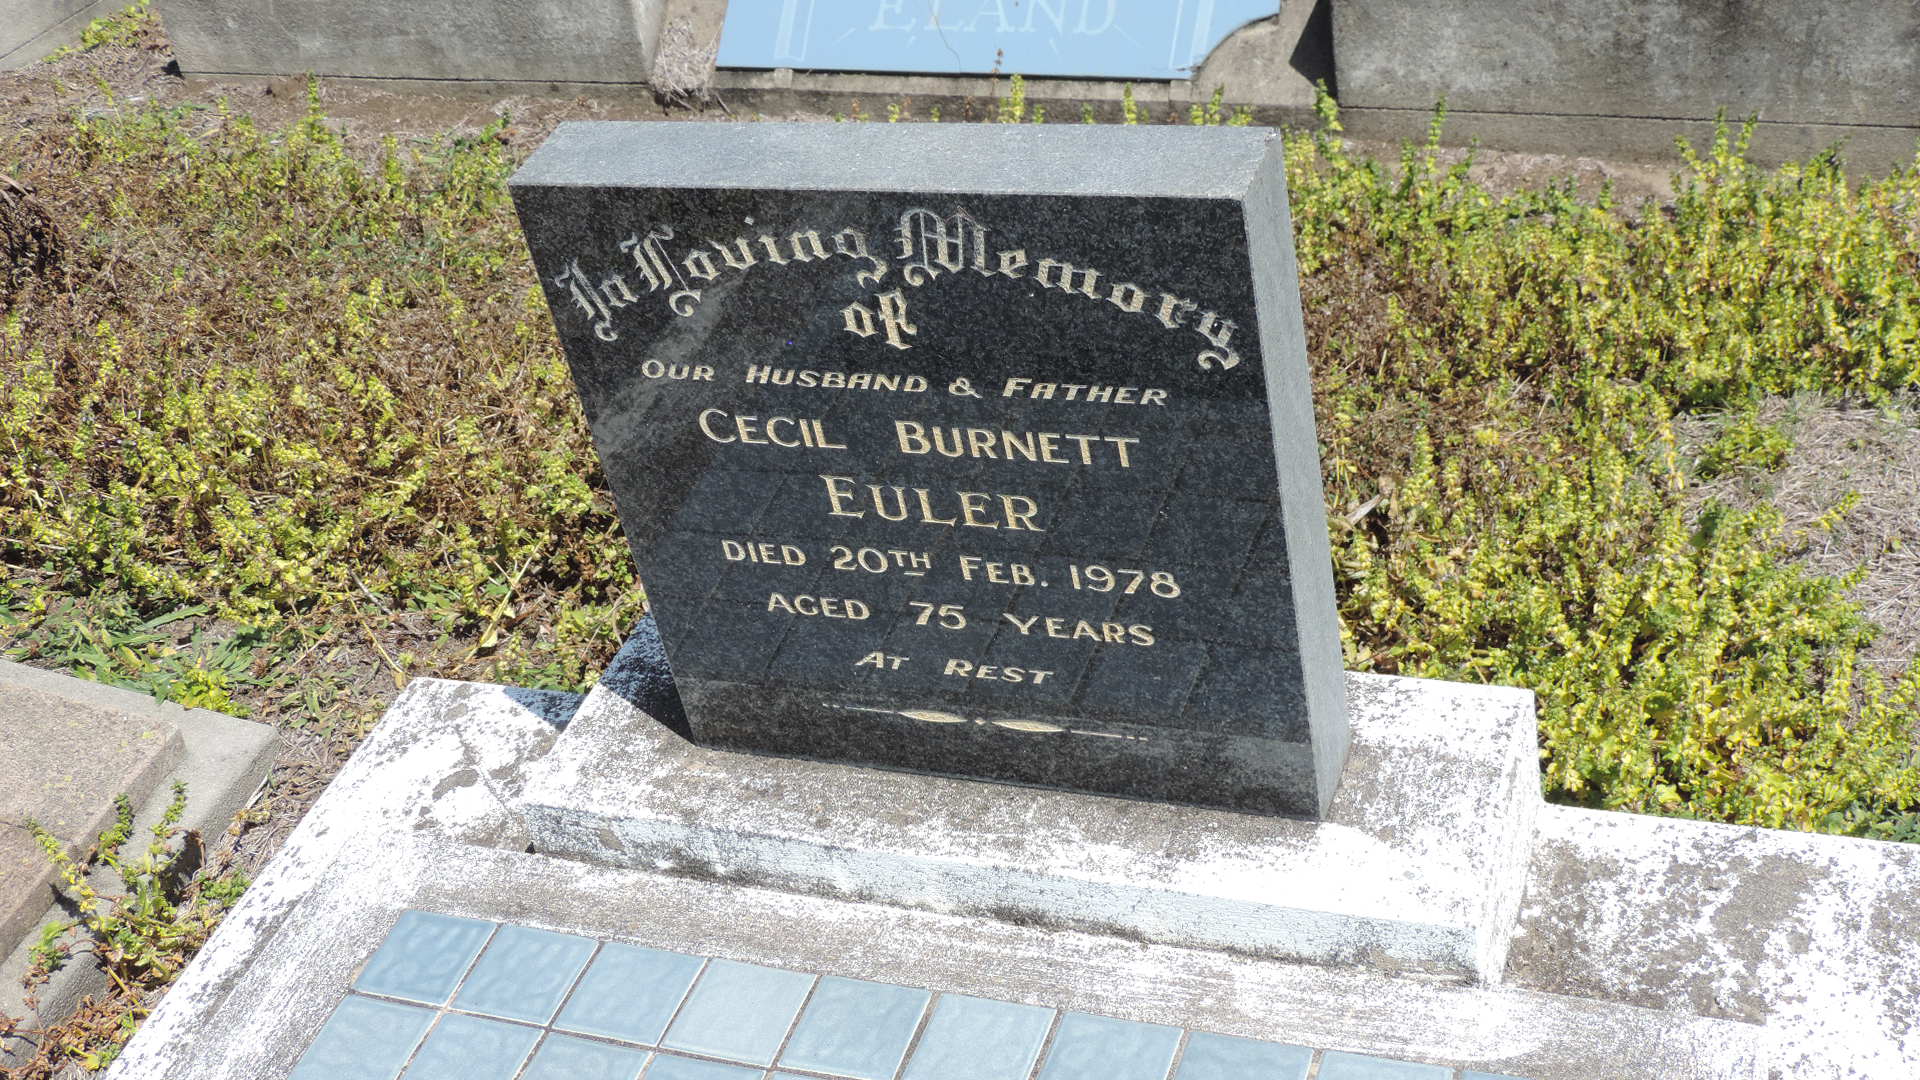 ELAND
In Loving Memory
of
OUR HUSBAND & FATHER
CECIL BURNETT
EULER
DIED 20TH FEB. 1978
AGED 75 YEARS
AT REST